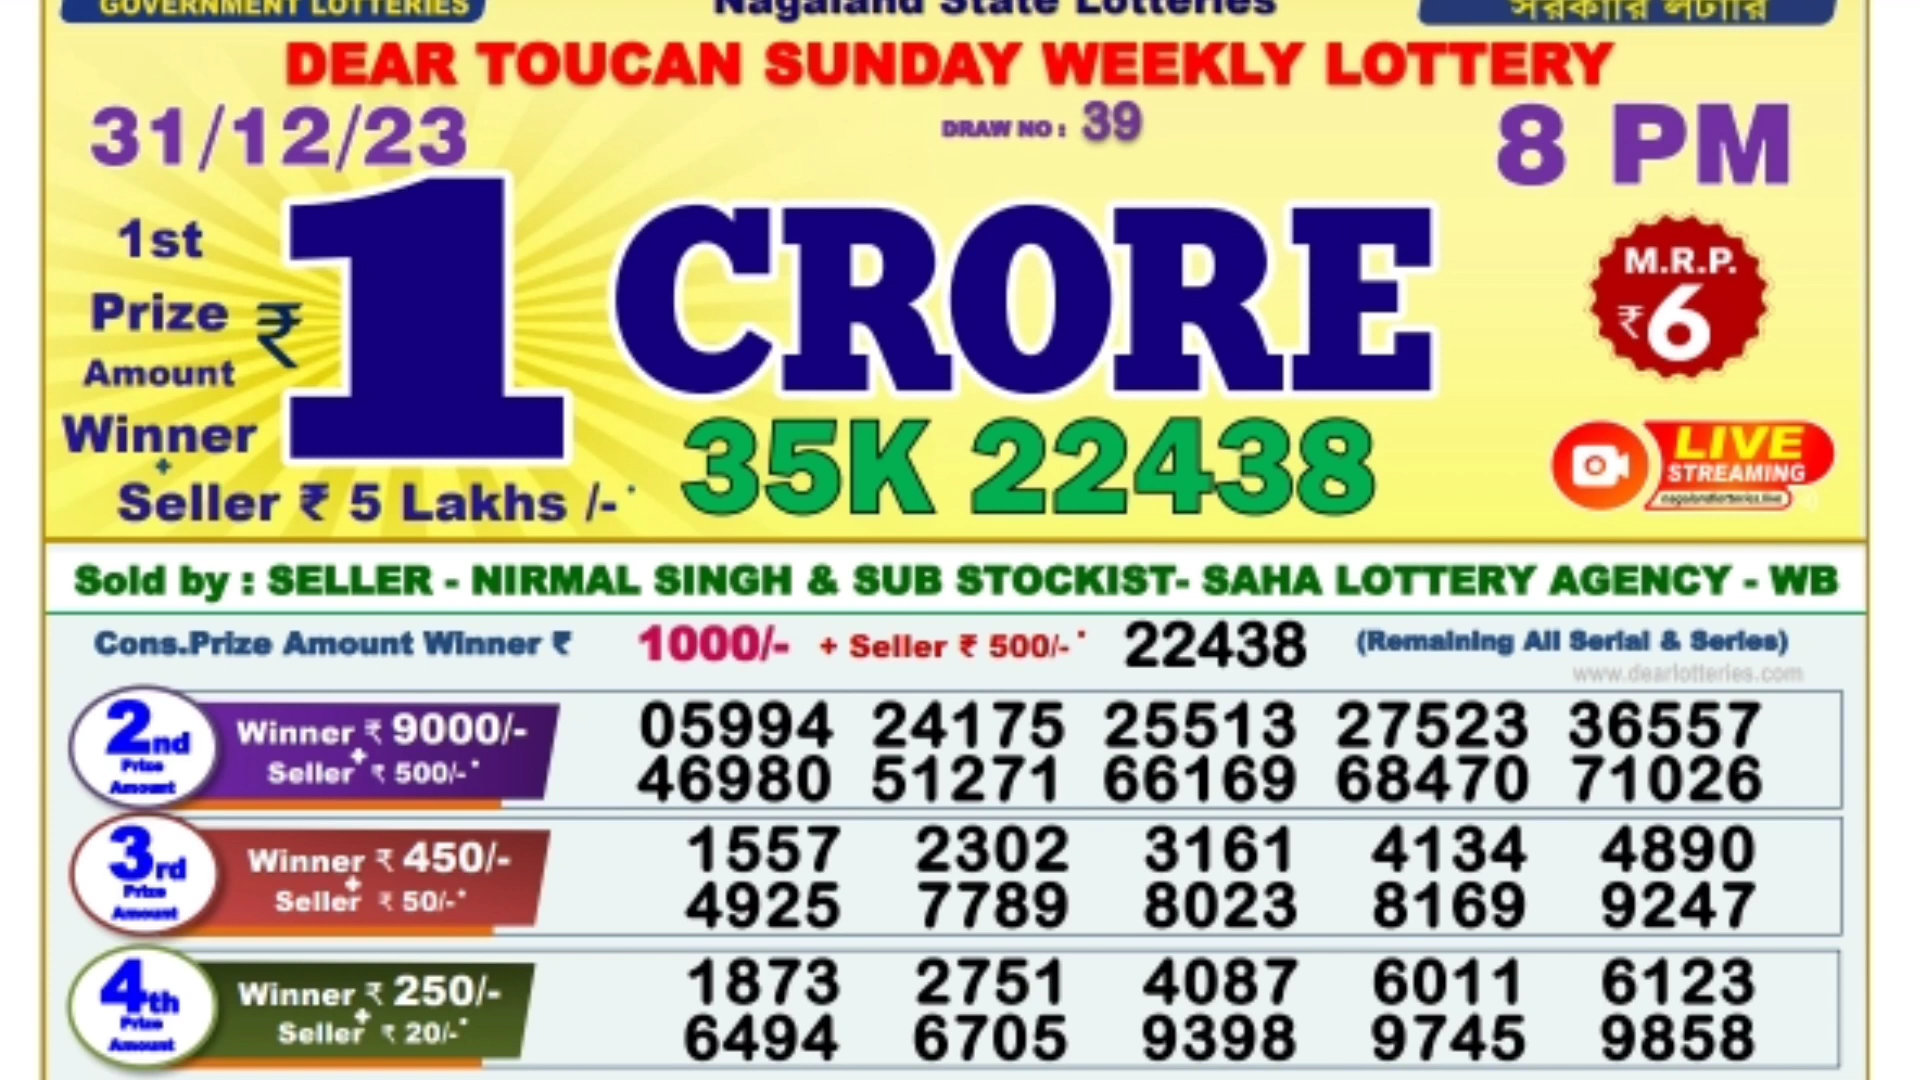 GOVERNMENT LOTTERIES
Nagaland State Lotteries
সরকারি লটারি
DEAR TOUCAN SUNDAY WEEKLY LOTTERY
31/12/23
DRAW NO : 39
8 PM
1st
Prize
Amount
Winner
+
₹ 1 CRORE
M.R.P.
₹6
35K 22438
LIVE
STREAMING
nagalandlotteries.live
Seller ₹ 5 Lakhs /-*
Sold by : SELLER - NIRMAL SINGH & SUB STOCKIST- SAHA LOTTERY AGENCY - WB
Cons.Prize Amount Winner ₹ 1000/- + Seller ₹ 500/-* 22438 (Remaining All Serial & Series)
www.dearlotteries.com
2nd
Prize
Amount
Winner ₹ 9000/-
+
Seller ₹ 500/-*
05994 24175 25513 27523 36557
46980 51271 66169 68470 71026
3rd
Prize
Amount
Winner ₹ 450/-
+
Seller ₹ 50/-*
1557 2302 3161 4134 4890
4925 7789 8023 8169 9247
4th
Prize
Amount
Winner ₹ 250/-
+
Seller ₹ 20/-*
1873 2751 4087 6011 6123
6494 6705 9398 9745 9858